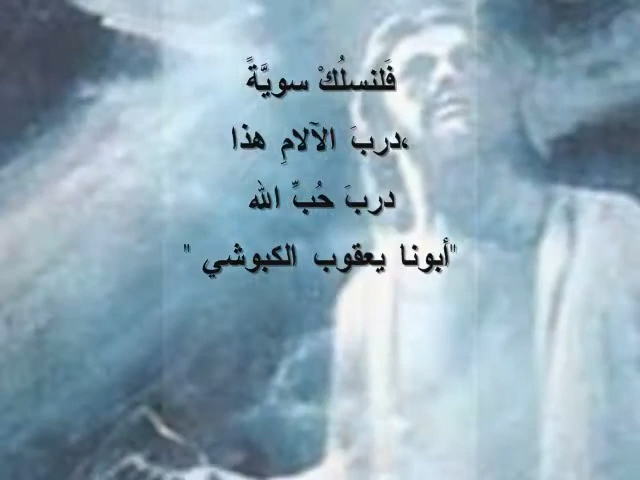 فَلنسلُكْ سويَّةً
دربَ الآلامِ هذا،
دربَ حُبِّ الله
"أبونا يعقوب الكبوشي "